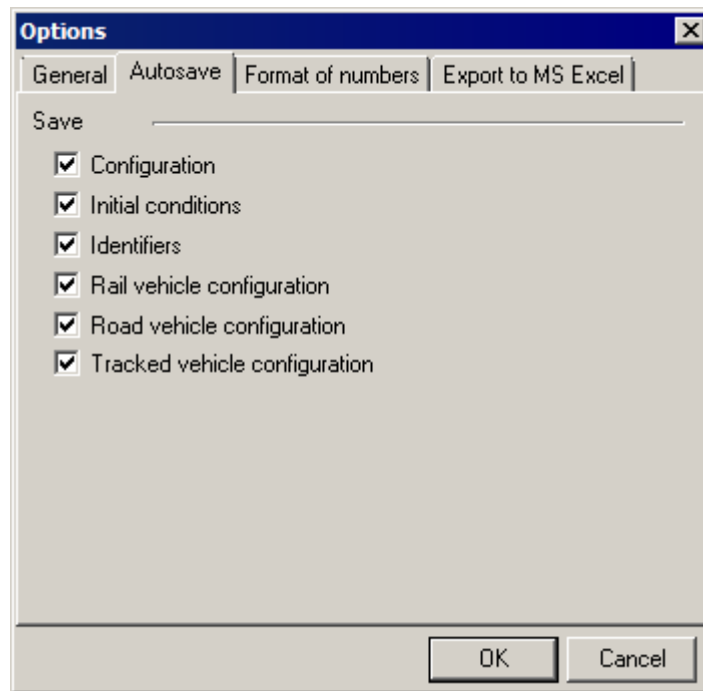 Options
General Autosave Format of numbers Export to MS Excel
Save
Configuration
Initial conditions
Identifiers
Rail vehicle configuration
Road vehicle configuration
Tracked vehicle configuration
OK Cancel